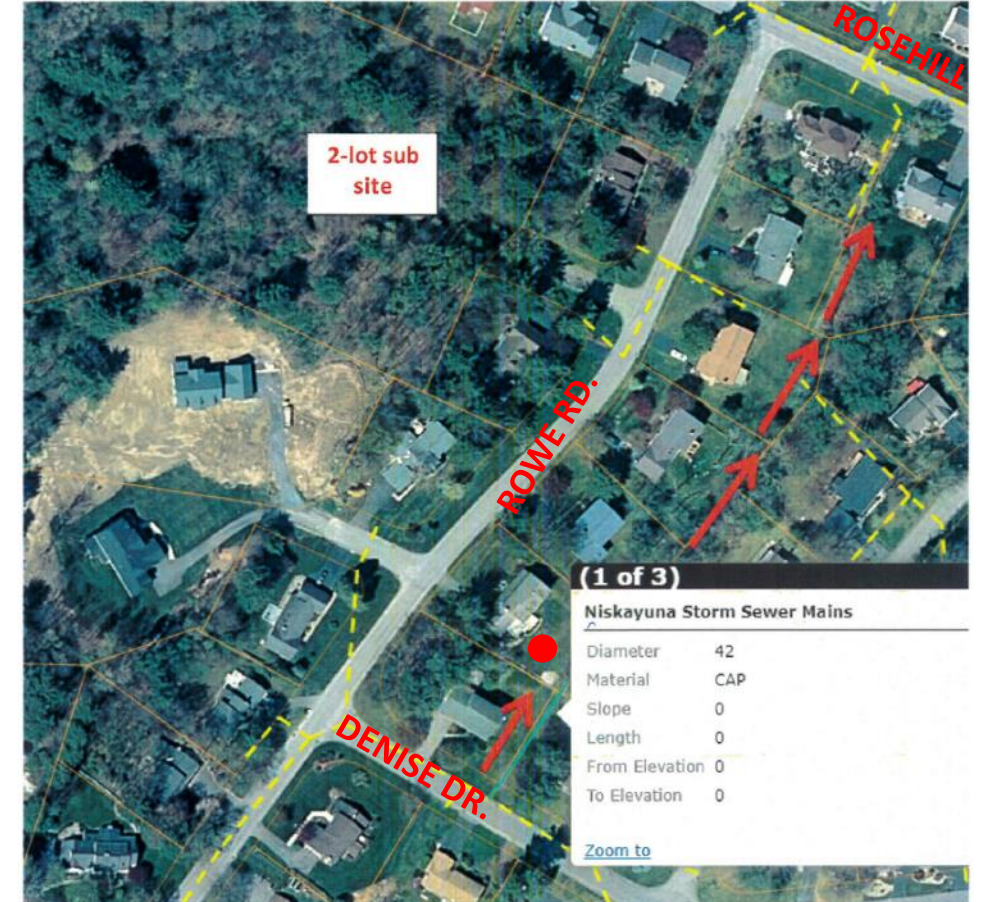 ROSEHILL
2-lot sub
site
ROWE RD.
(1 of 3)
Niskayuna Storm Sewer Mains
Diameter 42
Material CAP
Slope 0
Length 0
From Elevation 0
To Elevation 0
DENISE DR.
Zoom to